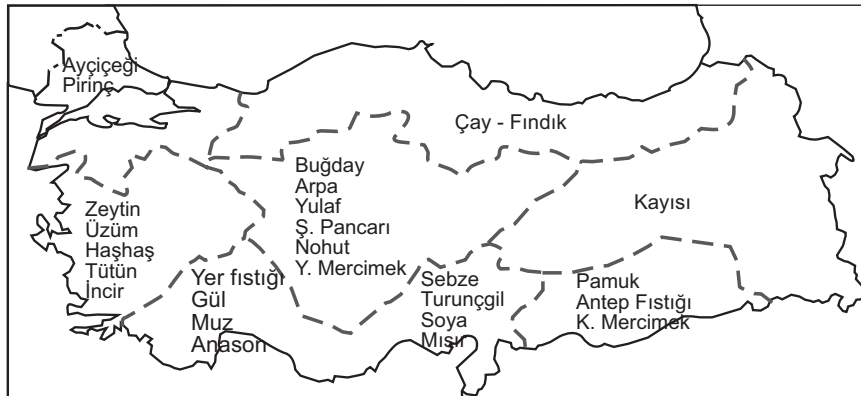 Ayçiçeği
Pirinç
Çay - Fındık
Buğday
Arpa
Yulaf
Ş. Pancarı
Nohut
Y. Mercimek
Kayısı
Zeytin
Üzüm
Haşhaş
Tütün
İncir
Yer fıstığı
Gül
Muz
Anason
Sebze
Turunçgil
Soya
Mısır
Pamuk
Antep Fıstığı
K. Mercimek